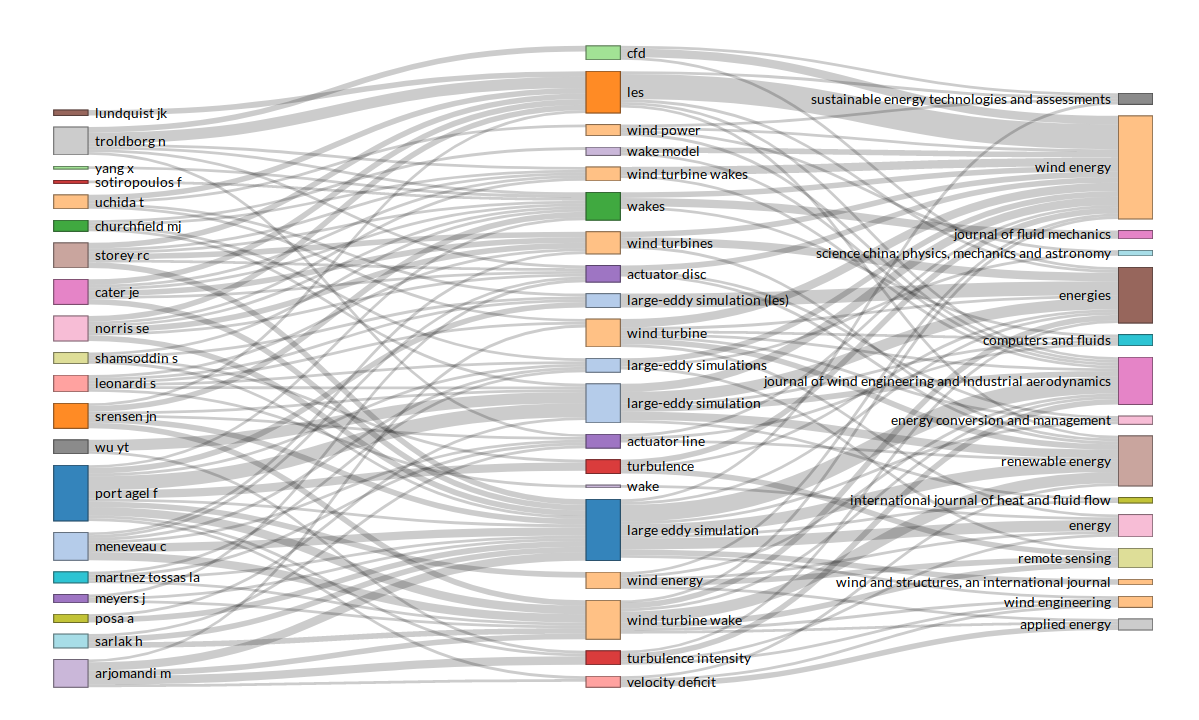 lundquist jk
troldborg n
yang x
sotiropoulos f
uchida t
churchfield mj
storey rc
cater je
norris se
shamsoddin s
leonardi s
srensen jn
wu yt
port agel f
meneveau c
martnez tossas la
meyers j
posa a
sarlak h
arjomandi m
cfd
les
wind power
wake model
wind turbine wakes
wakes
wind turbines
actuator disc
large-eddy simulation (les)
wind turbine
large-eddy simulations
large-eddy simulation
actuator line
turbulence
wake
large eddy simulation
wind energy
wind turbine wake
turbulence intensity
velocity deficit
sustainable energy technologies and assessments
wind energy
journal of fluid mechanics
science china: physics, mechanics and astronomy
energies
computers and fluids
journal of wind engineering and industrial aerodynamics
energy conversion and management
renewable energy
international journal of heat and fluid flow
energy
remote sensing
wind and structures, an international journal
wind engineering
applied energy